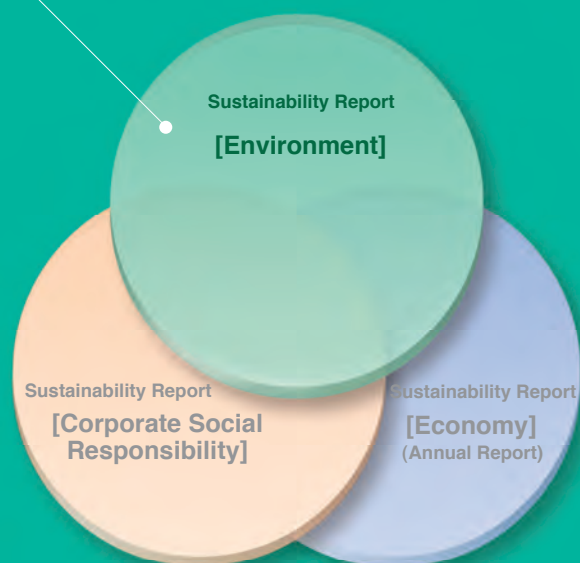 Sustainability Report
[Environment]
Sustainability Report
[Corporate Social
Responsibility]
Sustainability Report
[Economy]
(Annual Report)